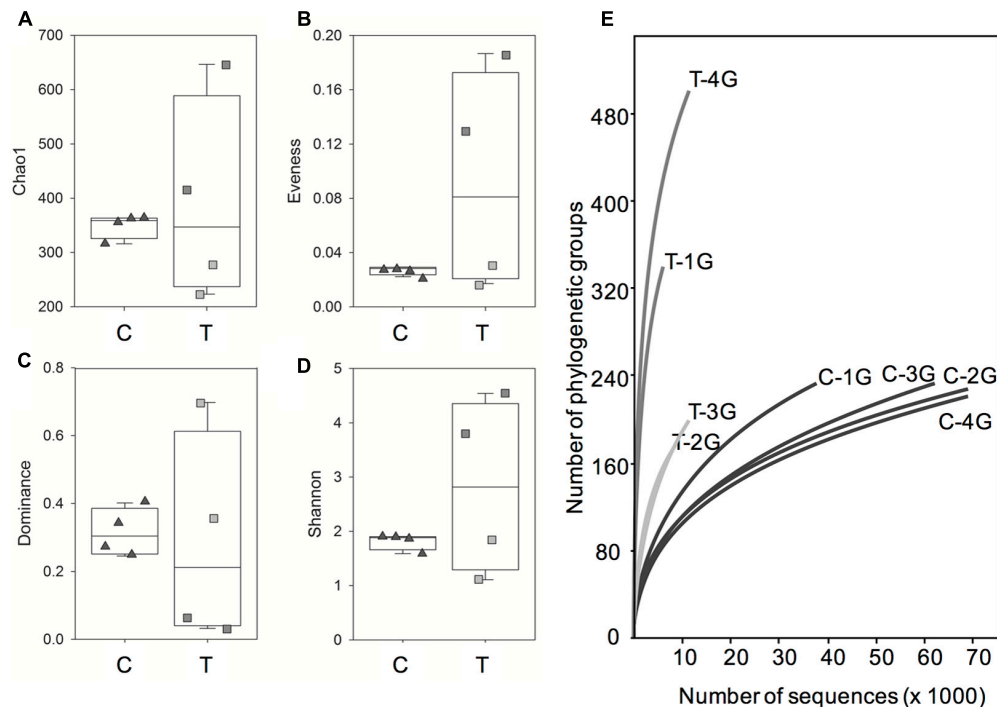 A
Chao1
700
600
500
400
300
200
C T
B
Eveness
0.20
0.16
0.12
0.08
0.04
0.00
C T
C
Dominance
0.8
0.6
0.4
0.2
0.0
C T
D
Shannon
5
4
3
2
1
0
C T
E
Number of phylogenetic groups
480
400
320
240
160
80
0
T-4G
T-1G
C-1G C-3G C-2G
T-3G
C-4G
T-2G
10 20 30 40 50 60 70
Number of sequences (x 1000)